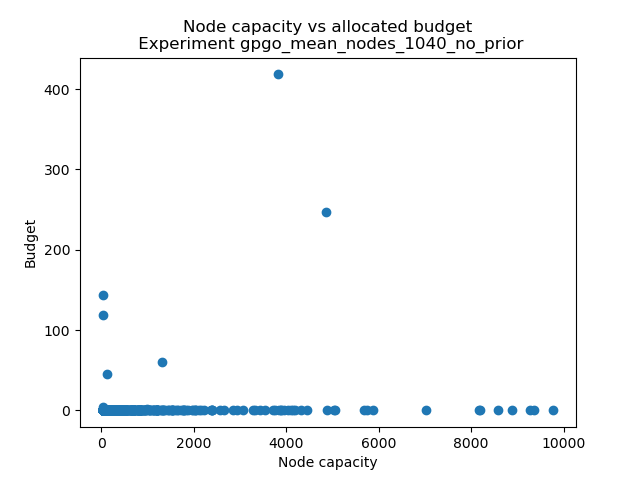 Node capacity vs allocated budget
Experiment gpgo_mean_nodes_1040_no_prior
400
300
200
100
0
Budget
0 2000 4000 6000 8000 10000
Node capacity